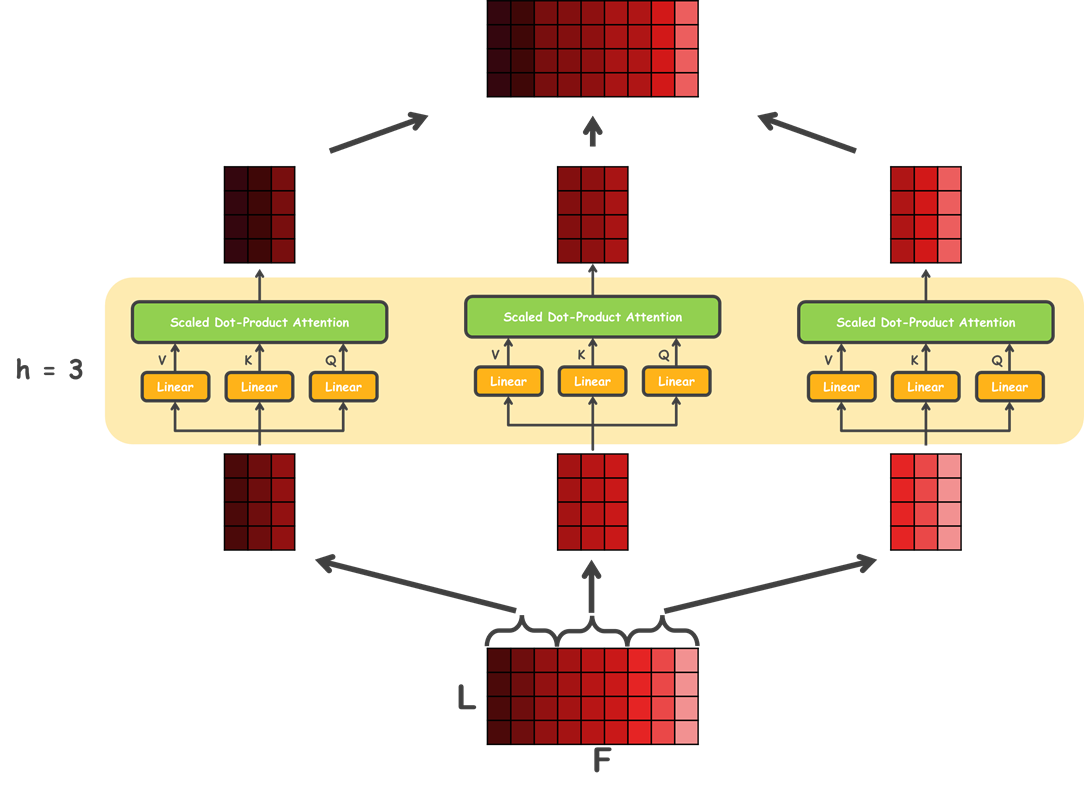 Scaled Dot-Product Attention
Scaled Dot-Product Attention
Scaled Dot-Product Attention
V K Q
V K Q
V K Q
h = 3
Linear Linear Linear
Linear Linear Linear
Linear Linear Linear
L
F